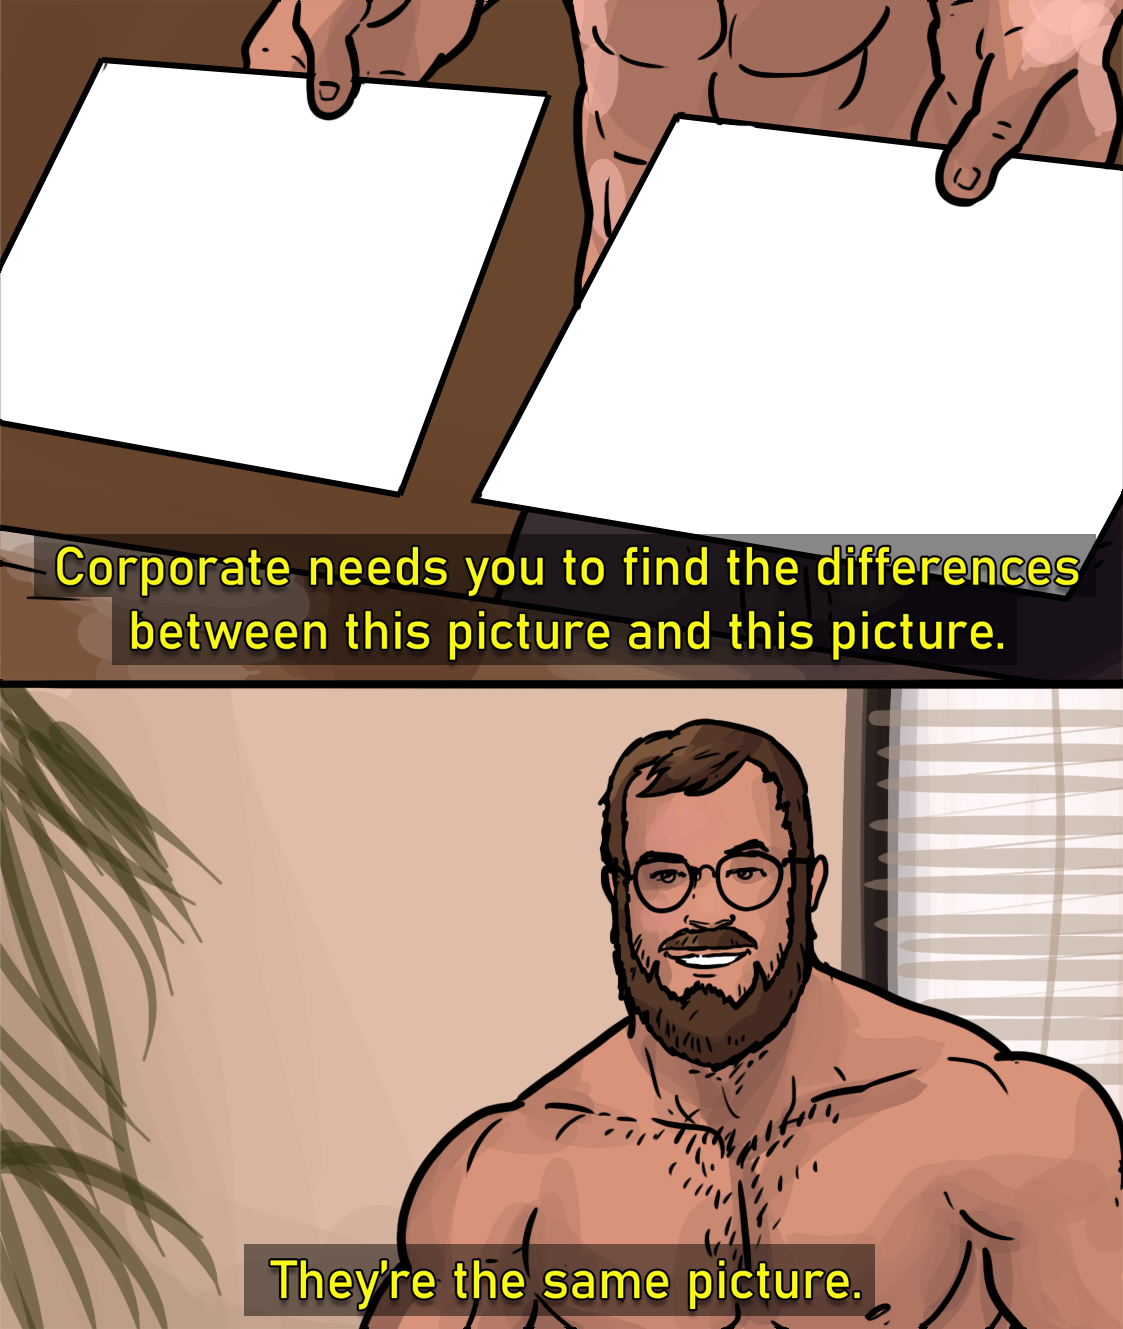 Corporate needs you to find the differences
between this picture and this picture.
They're the same picture.